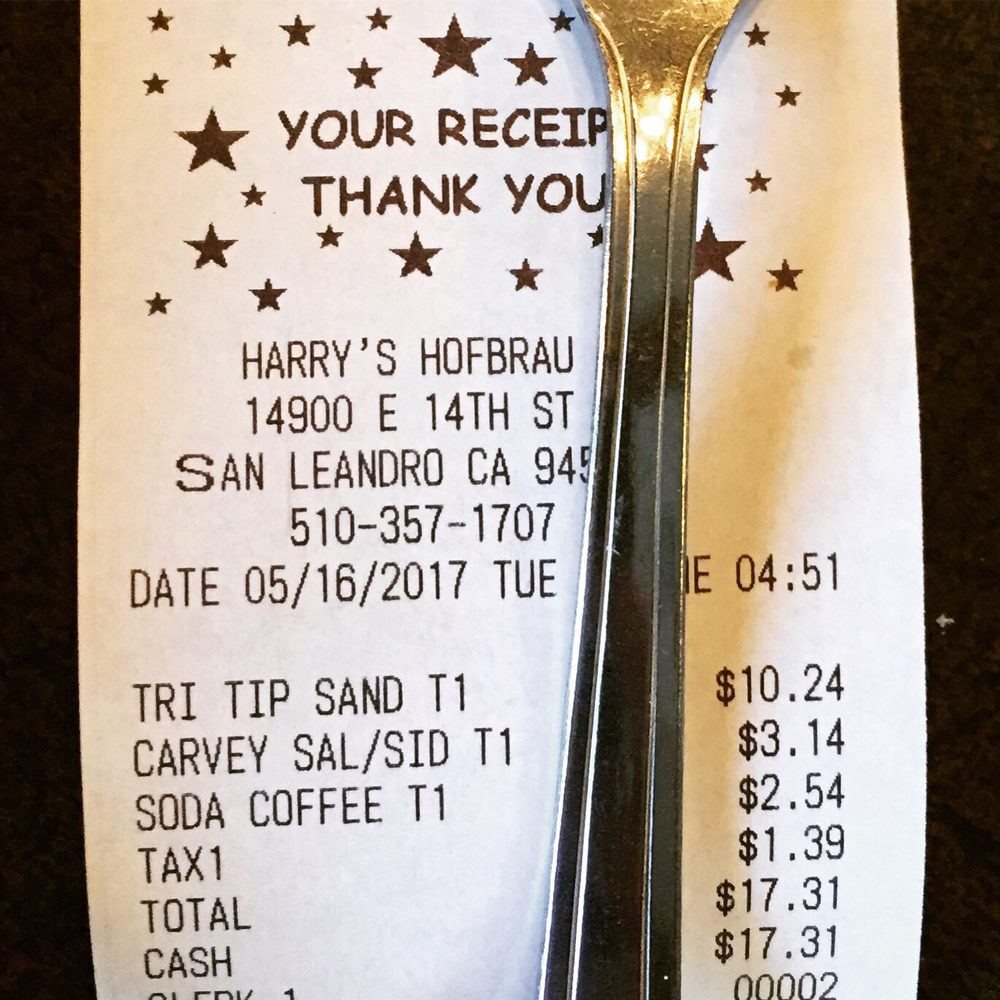 YOUR RECEIP
THANK YOU
HARRY'S HOFBRAU
14900 E 14TH ST
SAN LEANDRO CA 945
510-357-1707
DATE 05/16/2017 TUE E 04:51
TRI TIP SAND T1 $10.24
CARVEY SAL/SID T1 $3.14
SODA COFFEE T1 $2.54
TAX1 $1.39
TOTAL $17.31
CASH $17.31
CLERK 1 00002